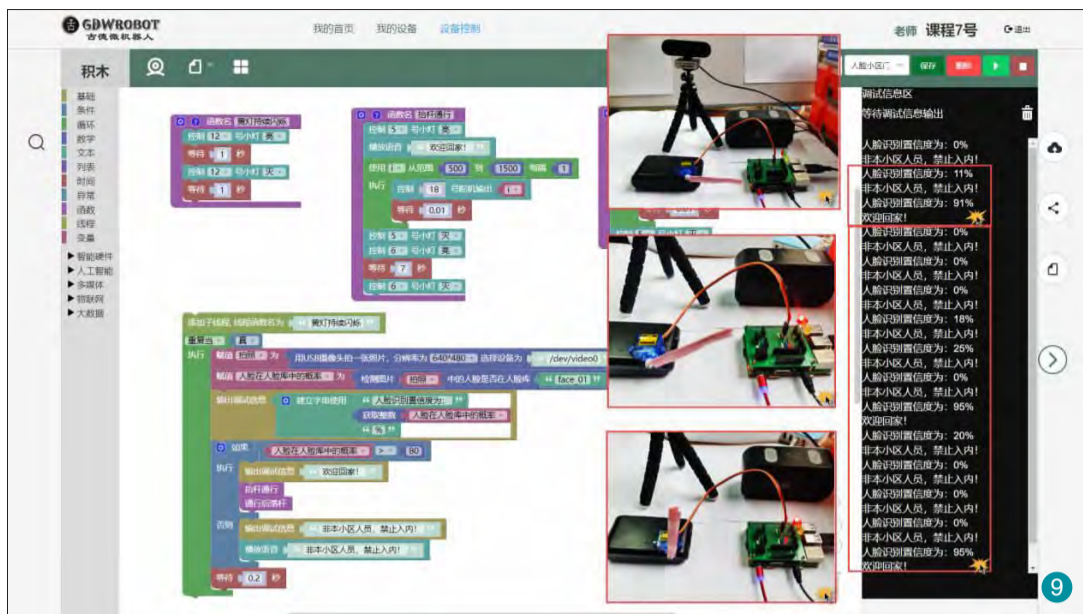 GDWROBOT
古德微机器人
我的首页 我的设备 设备控制
老师 课程7号 退出
积木
人脸小区门 保存 删除
基础
条件
循环
数学
文本
列表
时间
异常
函数
线程
变量
智能硬件
人工智能
多媒体
物联网
大数据
函数名 黄灯持续闪烁
控制 12 号小灯 亮
等待 1 秒
控制 12 号小灯 灭
等待 1 秒
函数名 抬杆通行
控制 5 号小灯 亮
播放语音 “ 欢迎回家! ”
使用 i 从范围 500 到 1500 每隔 1
执行 控制 18 号舵机输出 i
等待 0.01 秒
控制 5 号小灯 灭
控制 6 号小灯 亮
等待 7 秒
控制 6 号小灯 灭
添加子线程, 线程函数名为 “ 黄灯持续闪烁 ”
重复当 真
执行 赋值 拍照 为 用USB摄像头拍一张照片, 分辨率为 640*480 选择设备为 “ /dev/video0
赋值 人脸在人脸库中的概率 为 检测图片 拍照 中的人脸是否在人脸库 “ face_01 ”
输出调试信息 建立字串使用 “ 人脸识别置信度为: ”
获取整数 人脸在人脸库中的概率
“ % ”
如果 人脸在人脸库中的概率 > 80
执行 输出调试信息 “ 欢迎回家! ”
抬杆通行
通行后落杆
否则 输出调试信息 “ 非本小区人员, 禁止入内! ”
播放语音 “ 非本小区人员, 禁止入内! ”
等待 0.2 秒
调试信息区
等待调试信息输出
人脸识别置信度为: 0%
非本小区人员, 禁止入内!
人脸识别置信度为: 11%
非本小区人员, 禁止入内!
人脸识别置信度为: 91%
欢迎回家!
人脸识别置信度为: 0%
非本小区人员, 禁止入内!
人脸识别置信度为: 0%
非本小区人员, 禁止入内!
人脸识别置信度为: 0%
非本小区人员, 禁止入内!
人脸识别置信度为: 18%
非本小区人员, 禁止入内!
人脸识别置信度为: 25%
非本小区人员, 禁止入内!
人脸识别置信度为: 0%
非本小区人员, 禁止入内!
人脸识别置信度为: 95%
欢迎回家!
人脸识别置信度为: 20%
非本小区人员, 禁止入内!
人脸识别置信度为: 0%
非本小区人员, 禁止入内!
人脸识别置信度为: 0%
非本小区人员, 禁止入内!
人脸识别置信度为: 0%
非本小区人员, 禁止入内!
人脸识别置信度为: 95%
欢迎回家!
9